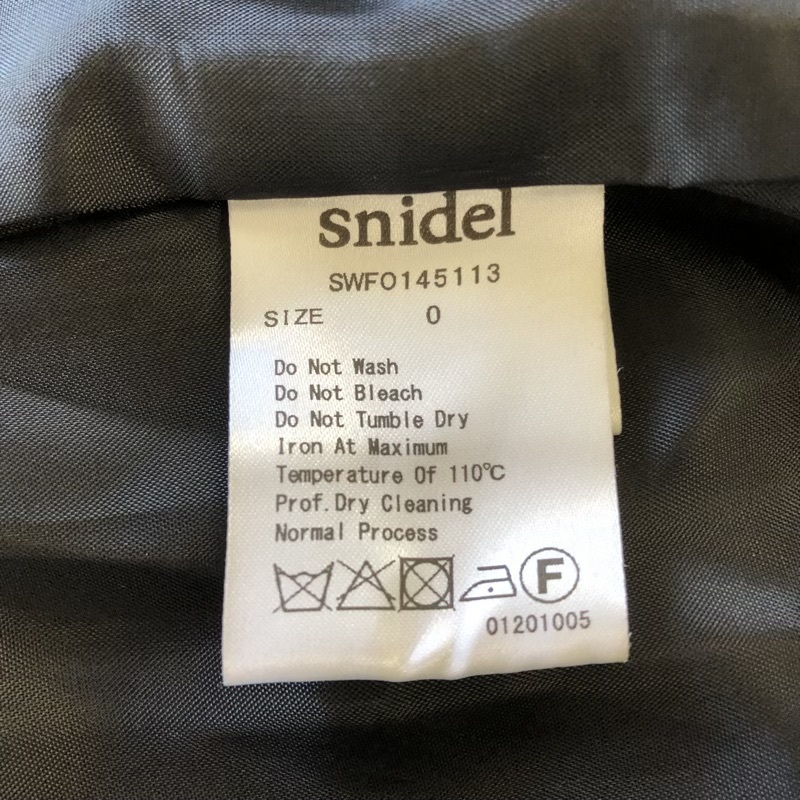 snidel
SWFO145113
SIZE 0
Do Not Wash
Do Not Bleach
Do Not Tumble Dry
Iron At Maximum
Temperature Of 110℃
Prof.Dry Cleaning
Normal Process
F
01201005